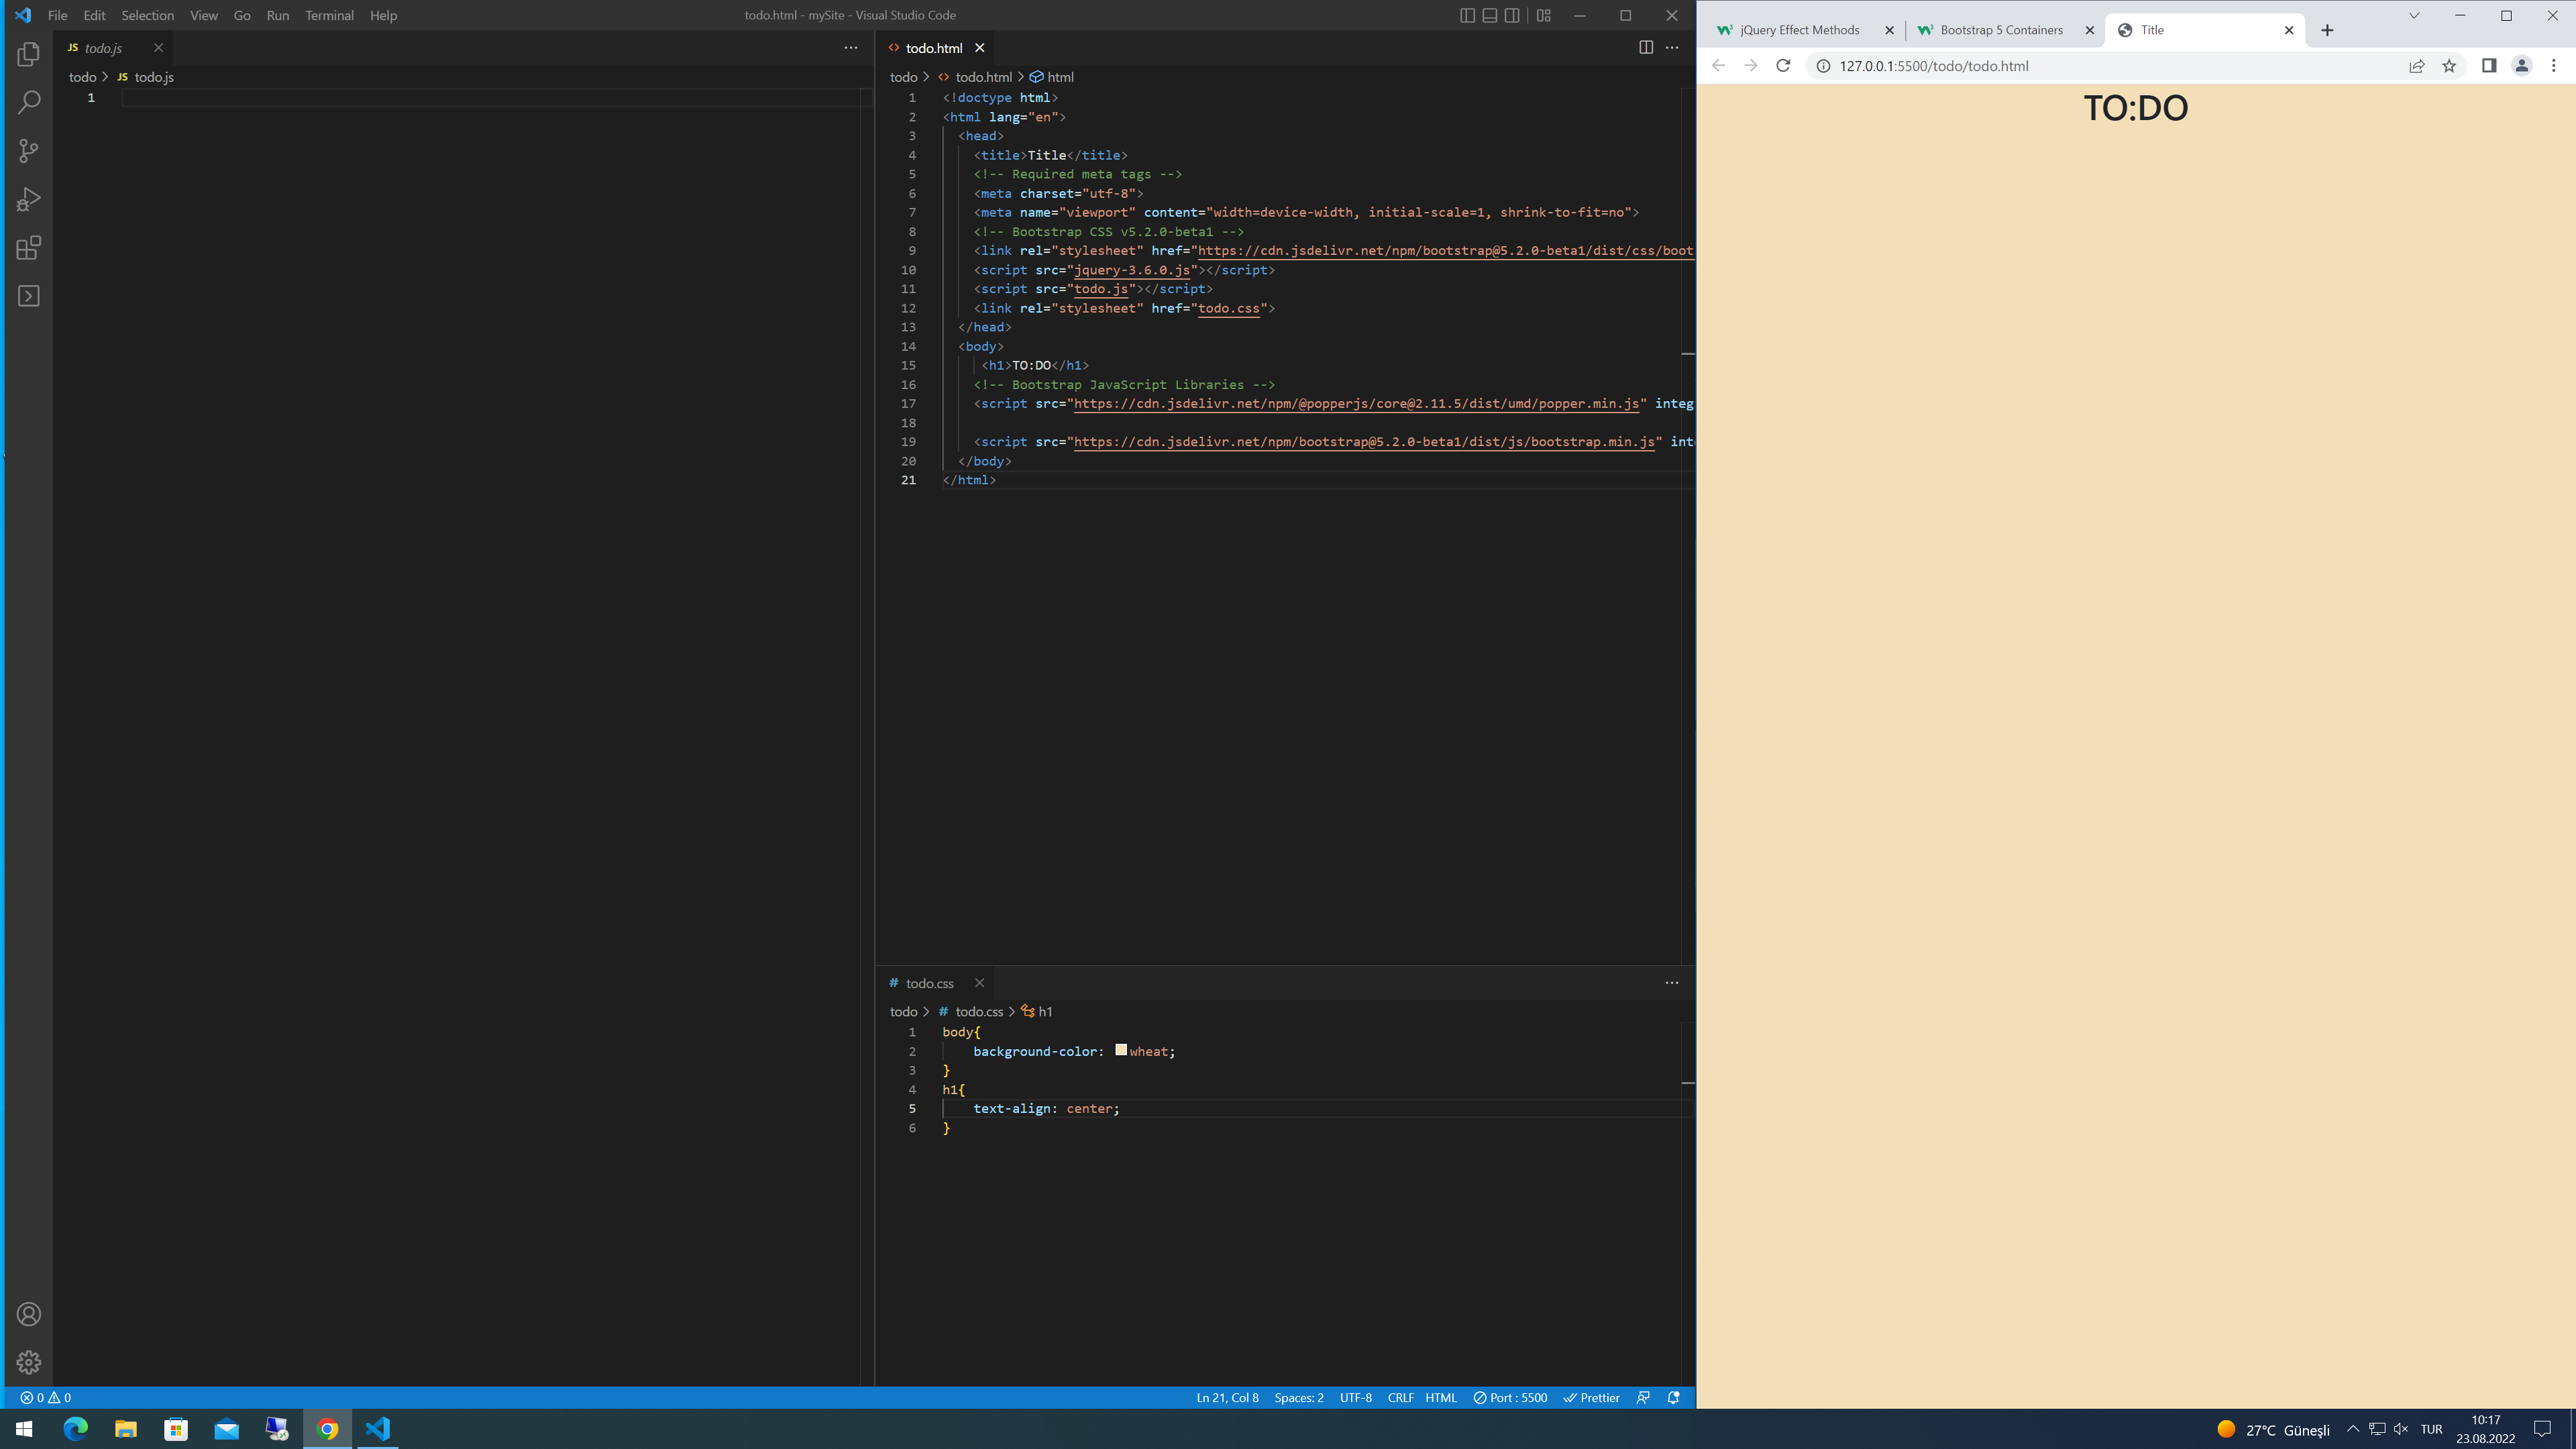 File Edit Selection View Go Run Terminal Help
todo.html - mySite - Visual Studio Code
JS todo.js
todo > JS todo.js
1
todo.html
todo > todo.html > html
1 <!doctype html>
2 <html lang="en">
3 <head>
4 <title>Title</title>
5 <!-- Required meta tags -->
6 <meta charset="utf-8">
7 <meta name="viewport" content="width=device-width, initial-scale=1, shrink-to-fit=no">
8 <!-- Bootstrap CSS v5.2.0-beta1 -->
9 <link rel="stylesheet" href="https://cdn.jsdelivr.net/npm/bootstrap@5.2.0-beta1/dist/css/boot
10 <script src="jquery-3.6.0.js"></script>
11 <script src="todo.js"></script>
12 <link rel="stylesheet" href="todo.css">
13 </head>
14 <body>
15 <h1>TO:DO</h1>
16 <!-- Bootstrap JavaScript Libraries -->
17 <script src="https://cdn.jsdelivr.net/npm/@popperjs/core@2.11.5/dist/umd/popper.min.js" integ
18
19 <script src="https://cdn.jsdelivr.net/npm/bootstrap@5.2.0-beta1/dist/js/bootstrap.min.js" inte
20 </body>
21 </html>
# todo.css
todo > # todo.css > h1
1 body{
2 background-color: wheat;
3 }
4 h1{
5 text-align: center;
6 }
0 0
Ln 21, Col 8 Spaces: 2 UTF-8 CRLF HTML Port : 5500 Prettier
jQuery Effect Methods
Bootstrap 5 Containers
Title
127.0.0.1:5500/todo/todo.html
TO:DO
27°C Güneşli
TUR
10:17
23.08.2022